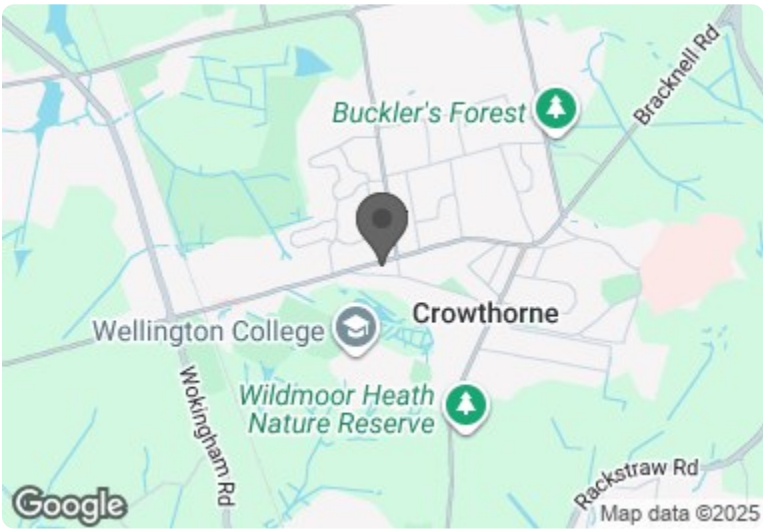 Bracknell Rd
Buckler's Forest
Crowthorne
Wellington College
Wokingham Rd
Wildmoor Heath
Nature Reserve
Rackstraw Rd
Google
Map data ©2025